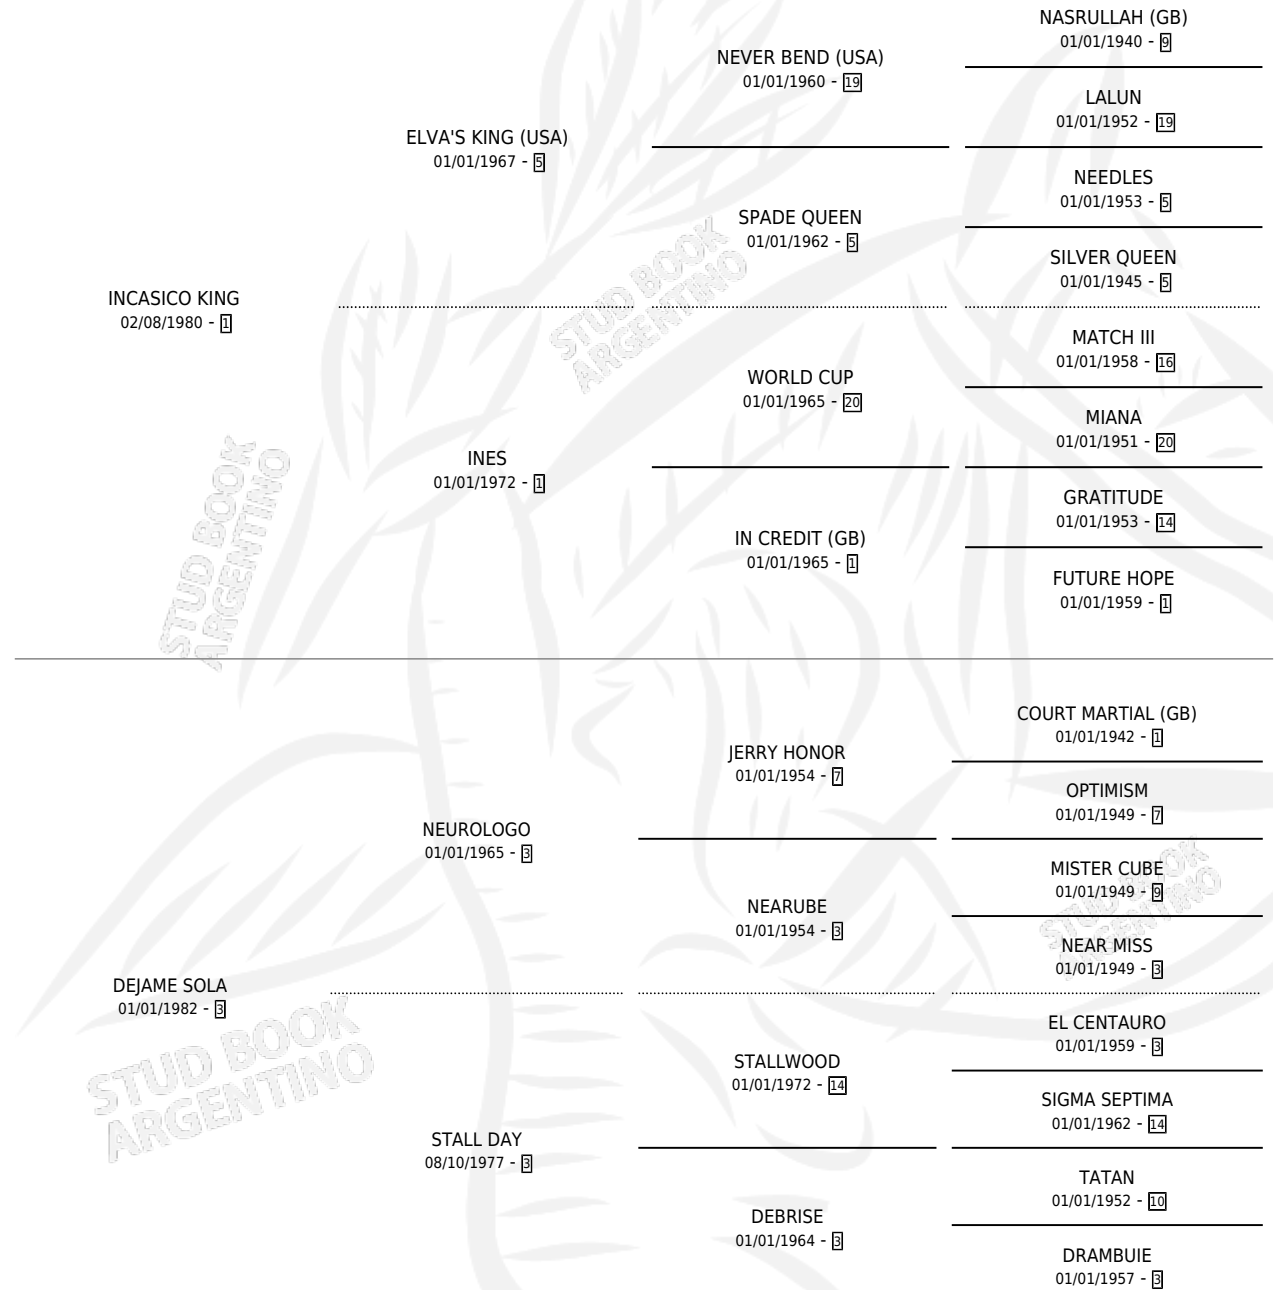 NASRULLAH (GB)
01/01/1940 - 9
NEVER BEND (USA)
01/01/1960 - 19
LALUN
01/01/1952 - 19
ELVA'S KING (USA)
01/01/1967 - 5
NEEDLES
01/01/1953 - 5
SPADE QUEEN
01/01/1962 - 5
SILVER QUEEN
01/01/1945 - 5
INCASICO KING
02/08/1980 - 1
MATCH III
01/01/1958 - 16
WORLD CUP
01/01/1965 - 20
MIANA
01/01/1951 - 20
INES
01/01/1972 - 1
GRATITUDE
01/01/1953 - 14
IN CREDIT (GB)
01/01/1965 - 1
FUTURE HOPE
01/01/1959 - 1
COURT MARTIAL (GB)
01/01/1942 - 1
JERRY HONOR
01/01/1954 - 7
OPTIMISM
01/01/1949 - 7
NEUROLOGO
01/01/1965 - 3
MISTER CUBE
01/01/1949 - 9
NEARUBE
01/01/1954 - 3
NEAR MISS
01/01/1949 - 3
DEJAME SOLA
01/01/1982 - 3
EL CENTAURO
01/01/1959 - 3
STALLWOOD
01/01/1972 - 14
SIGMA SEPTIMA
01/01/1962 - 14
STALL DAY
08/10/1977 - 3
TATAN
01/01/1952 - 10
DEBRISE
01/01/1964 - 3
DRAMBUIE
01/01/1957 - 3
STUD BOOK
ARGENTINO
STUD BOOK
ARGENTINO
STUD BOOK
ARGENTINO
STUD BOOK
ARGENTINO